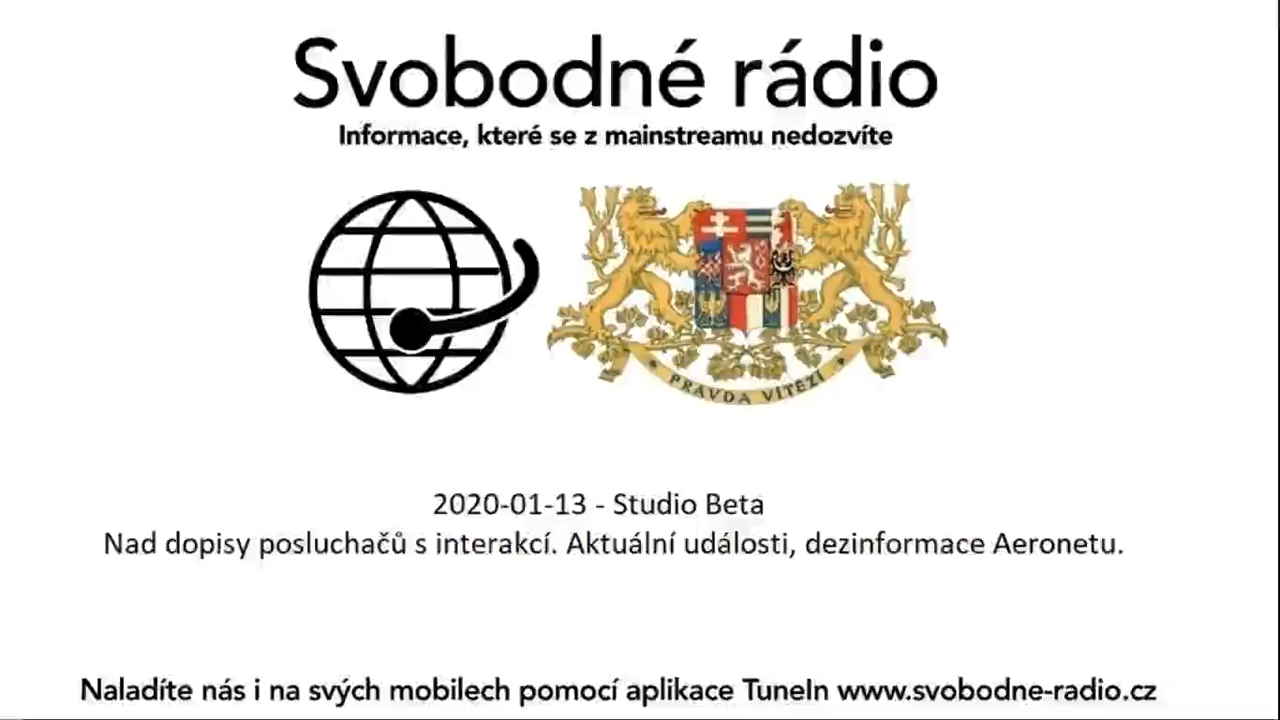 Svobodné rádio
Informace, které se z mainstreamu nedozvíte
PRAVDA VÍTĚZÍ
2020-01-13 - Studio Beta
Nad dopisy posluchačů s interakcí. Aktuální události, dezinformace Aeronetu.
Naladíte nás i na svých mobilech pomocí aplikace TuneIn www.svobodne-radio.cz